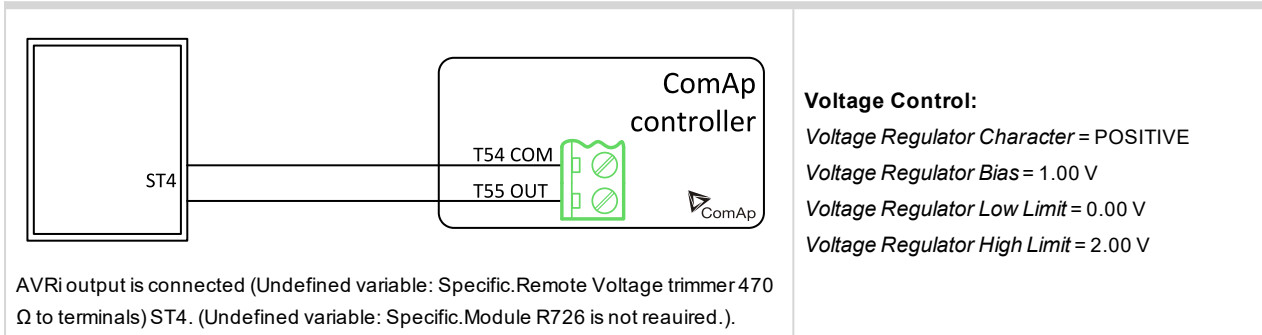 ComAp
controller
T54 COM
ST4
T55 OUT
ComAp
AVRi output is connected (Undefined variable: Specific.Remote Voltage trimmer 470
Ω to terminals) ST4. (Undefined variable: Specific.Module R726 is not reauired.).
Voltage Control:
Voltage Regulator Character = POSITIVE
Voltage Regulator Bias = 1.00 V
Voltage Regulator Low Limit = 0.00 V
Voltage Regulator High Limit = 2.00 V